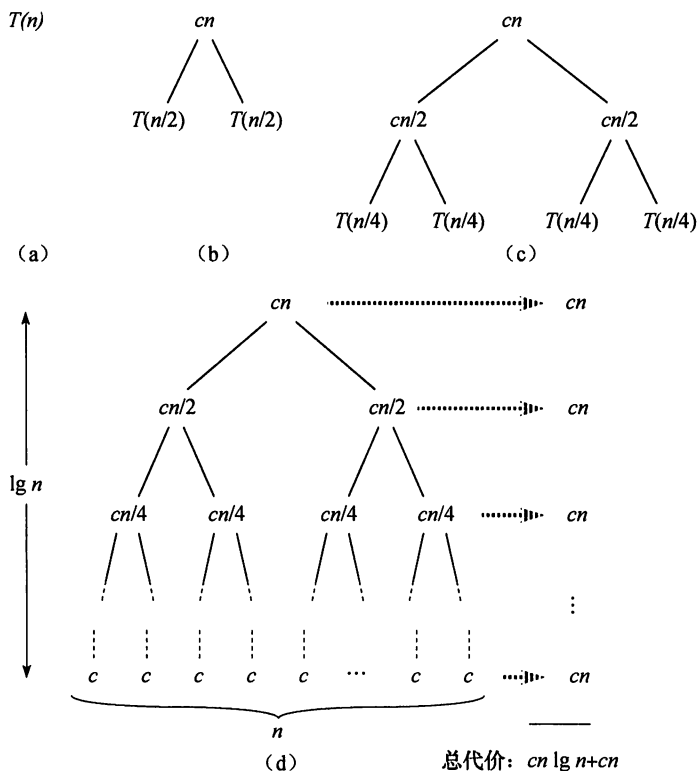 T(n) cn cn
T(n/2) T(n/2) cn/2 cn/2
T(n/4) T(n/4) T(n/4) T(n/4)
(a) (b) (c)
cn cn
cn/2 cn/2 cn
lg n
cn/4 cn/4 cn/4 cn/4 cn
⋮
c c c c c … c c cn
n
(d) 总代价：cn lg n+cn